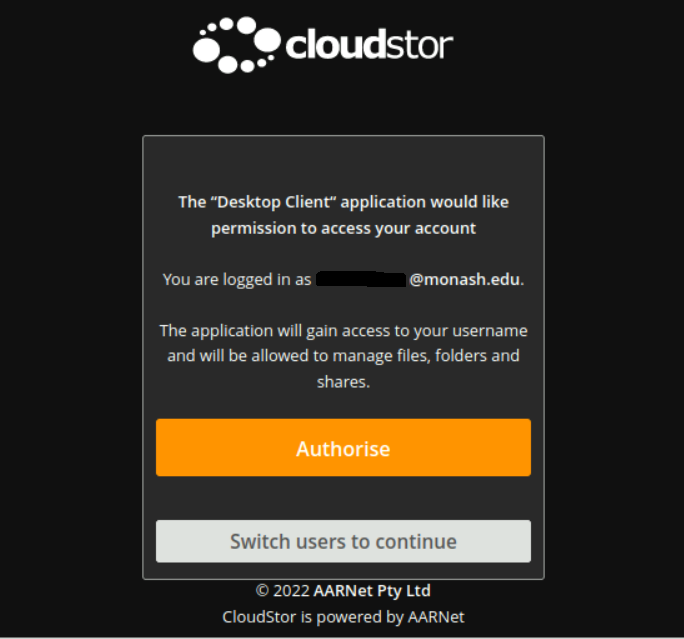 cloudstor
The “Desktop Client“ application would like
permission to access your account
You are logged in as @monash.edu.
The application will gain access to your username
and will be allowed to manage files, folders and
shares.
Authorise
Switch users to continue
© 2022 AARNet Pty Ltd
CloudStor is powered by AARNet